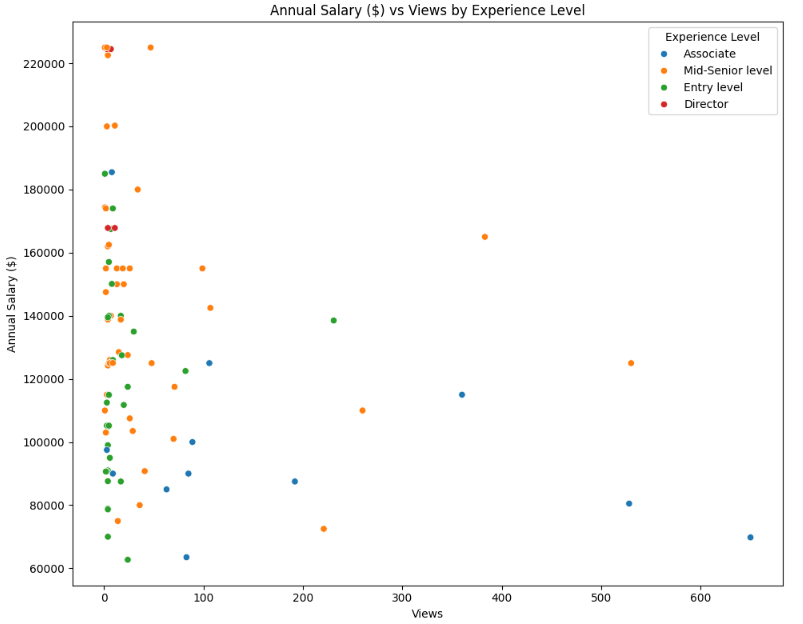 Annual Salary ($) vs Views by Experience Level
Experience Level
Associate
Mid-Senior level
Entry level
Director
Annual Salary ($)
220000
200000
180000
160000
140000
120000
100000
80000
60000
0
100
200
300
400
500
600
Views